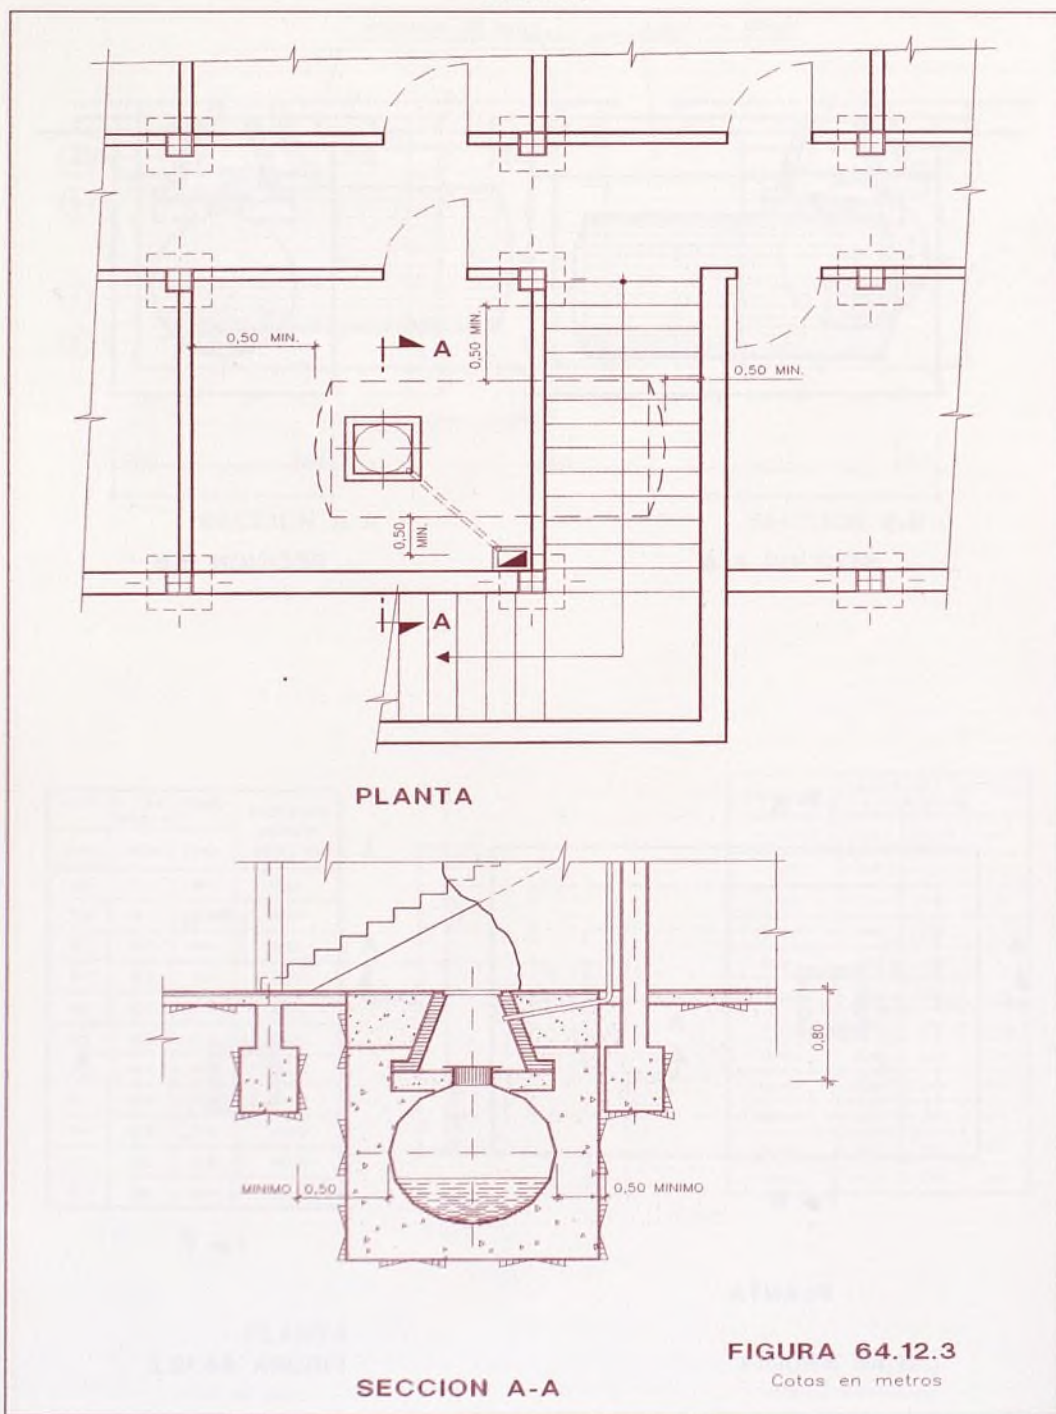 0,50 MIN.
A
0,50 MIN.
0,50 MIN.
0,50
MIN.
A
PLANTA
0,80
MINIMO 0,50
0,50 MINIMO
FIGURA 64.12.3
Cotas en metros
SECCION A-A